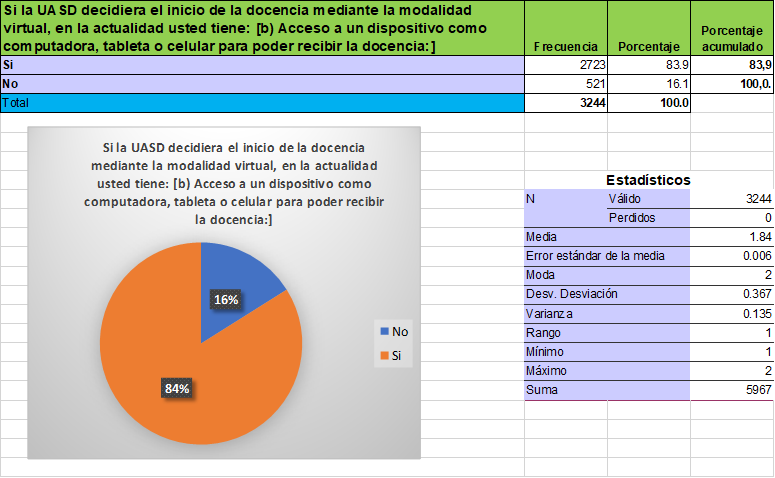 Si la UASD decidiera el inicio de la docencia mediante la modalidad
virtual, en la actualidad usted tiene: [b) Acceso a un dispositivo como
computadora, tableta o celular para poder recibir la docencia:]
Frecuencia Porcentaje Porcentaje acumulado
Si 2723 83.9 83,9
No 521 16.1 100,0.
Total 3244 100.0
Si la UASD decidiera el inicio de la docencia
mediante la modalidad virtual, en la actualidad
usted tiene: [b) Acceso a un dispositivo como
computadora, tableta o celular para poder recibir
la docencia:]
16%
84%
No
Si
Estadísticos
N Válido 3244
Perdidos 0
Media 1.84
Error estándar de la media 0.006
Moda 2
Desv. Desviación 0.367
Varianza 0.135
Rango 1
Mínimo 1
Máximo 2
Suma 5967